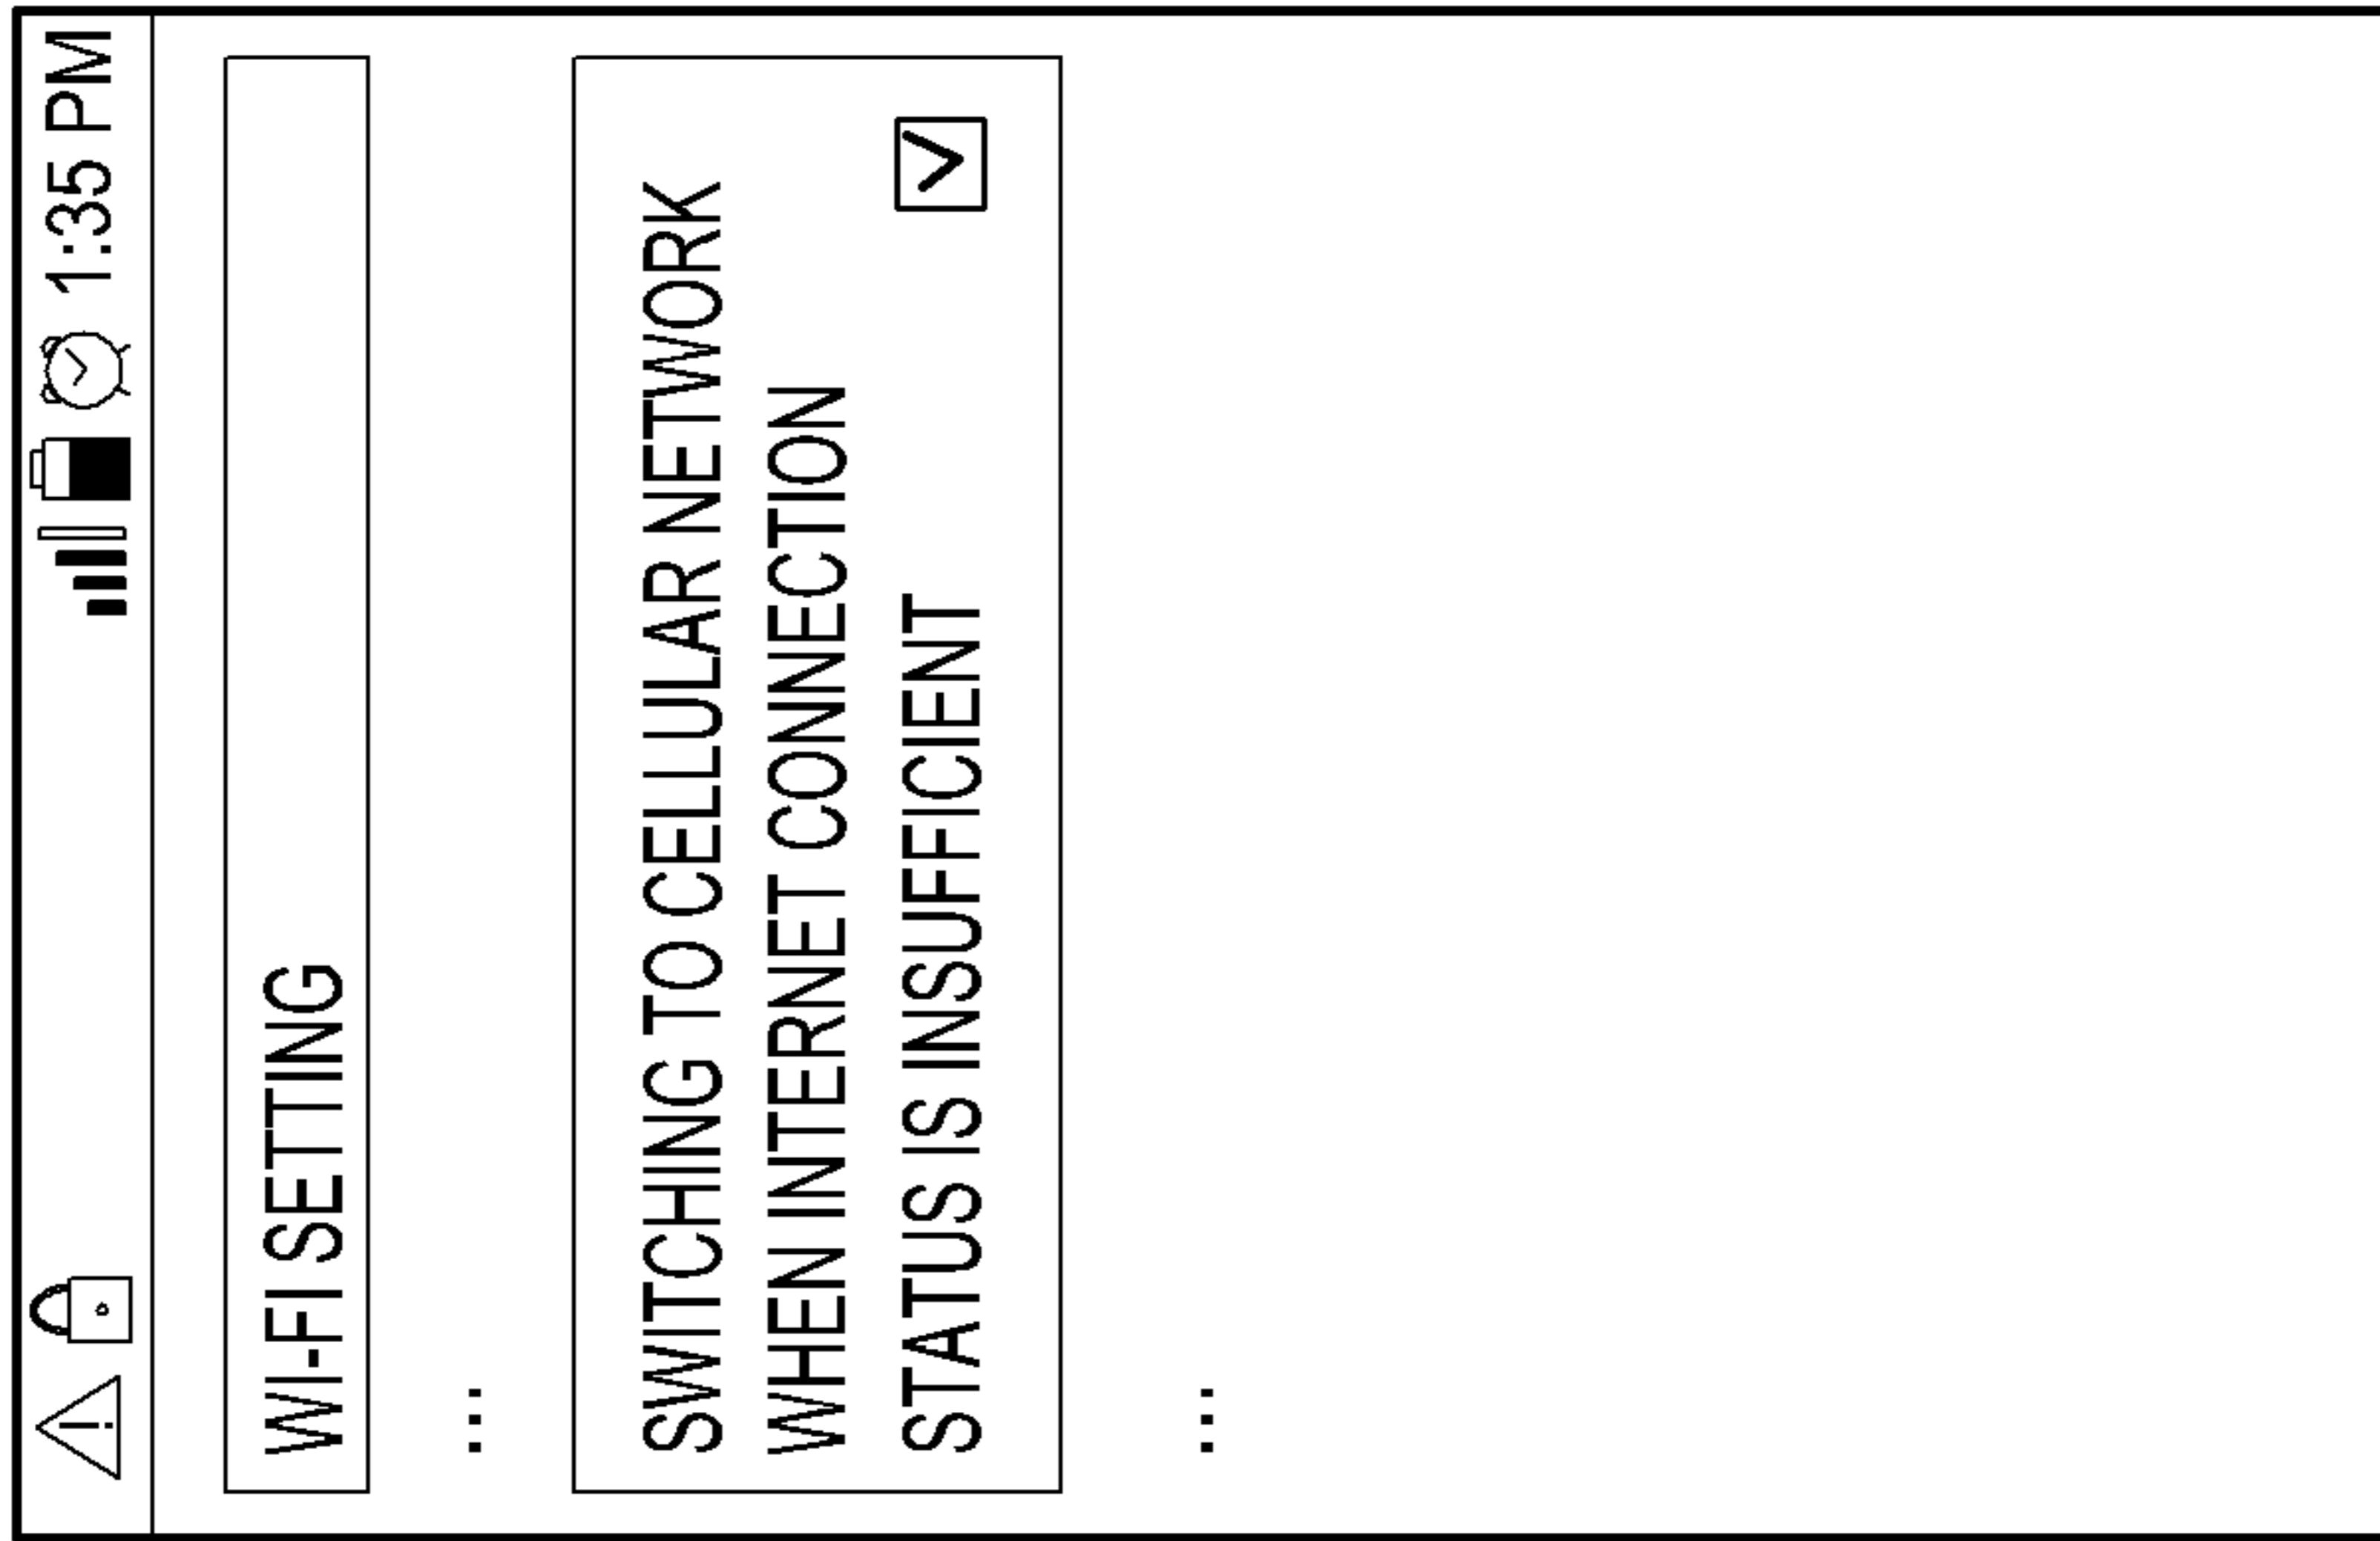 1:35 PM
WI-FI SETTING
...
SWITCHING TO CELLULAR NETWORK
WHEN INTERNET CONNECTION
STATUS IS INSUFFICIENT
...